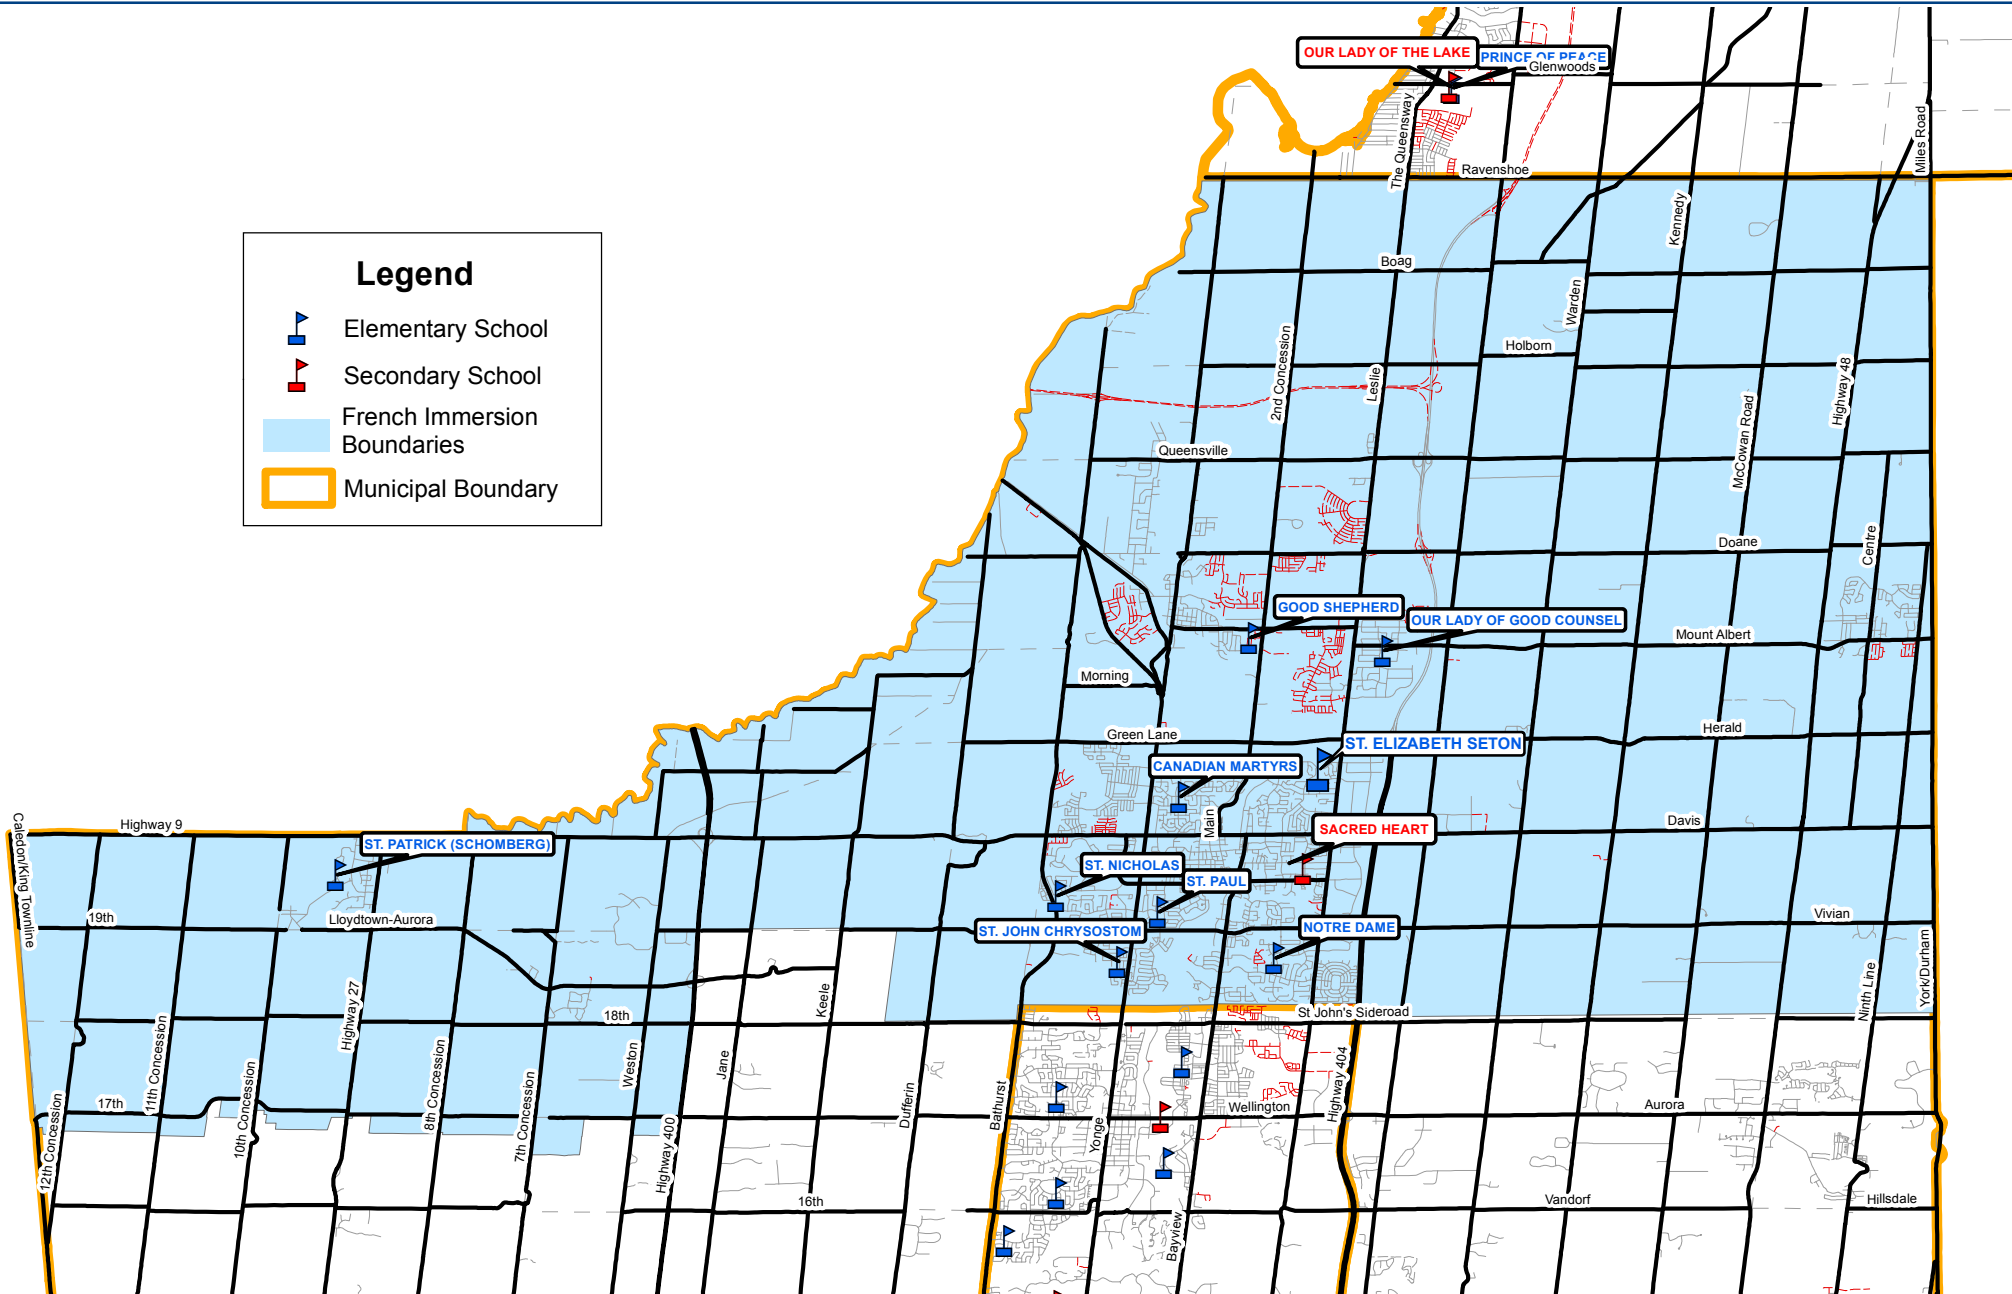 OUR LADY OF THE LAKE
PRINCE OF PEACE
Glenwoods
The Queensway
Miles Road
Ravenshoe
Kennedy
Legend
Elementary School
Secondary School
French Immersion
Boundaries
Municipal Boundary
Boag
Warden
Holborn
2nd Concession
Leslie
Highway 48
McCowan Road
Queensville
Doane
Centre
GOOD SHEPHERD
OUR LADY OF GOOD COUNSEL
Mount Albert
Morning
Green Lane
Herald
ST. ELIZABETH SETON
CANADIAN MARTYRS
Main
Highway 9
Caledon/King Townline
ST. PATRICK (SCHOMBERG)
SACRED HEART
Davis
ST. NICHOLAS
ST. PAUL
19th
Lloydtown-Aurora
Vivian
ST. JOHN CHRYSOSTOM
NOTRE DAME
York/Durham
Ninth Line
Keele
Highway 27
18th
St John's Sideroad
11th Concession
8th Concession
10th Concession
7th Concession
Weston
Jane
Highway 404
17th
12th Concession
Highway 400
Dufferin
Bathurst
Yonge
Wellington
Aurora
16th
Bayview
Vandorf
Hillsdale